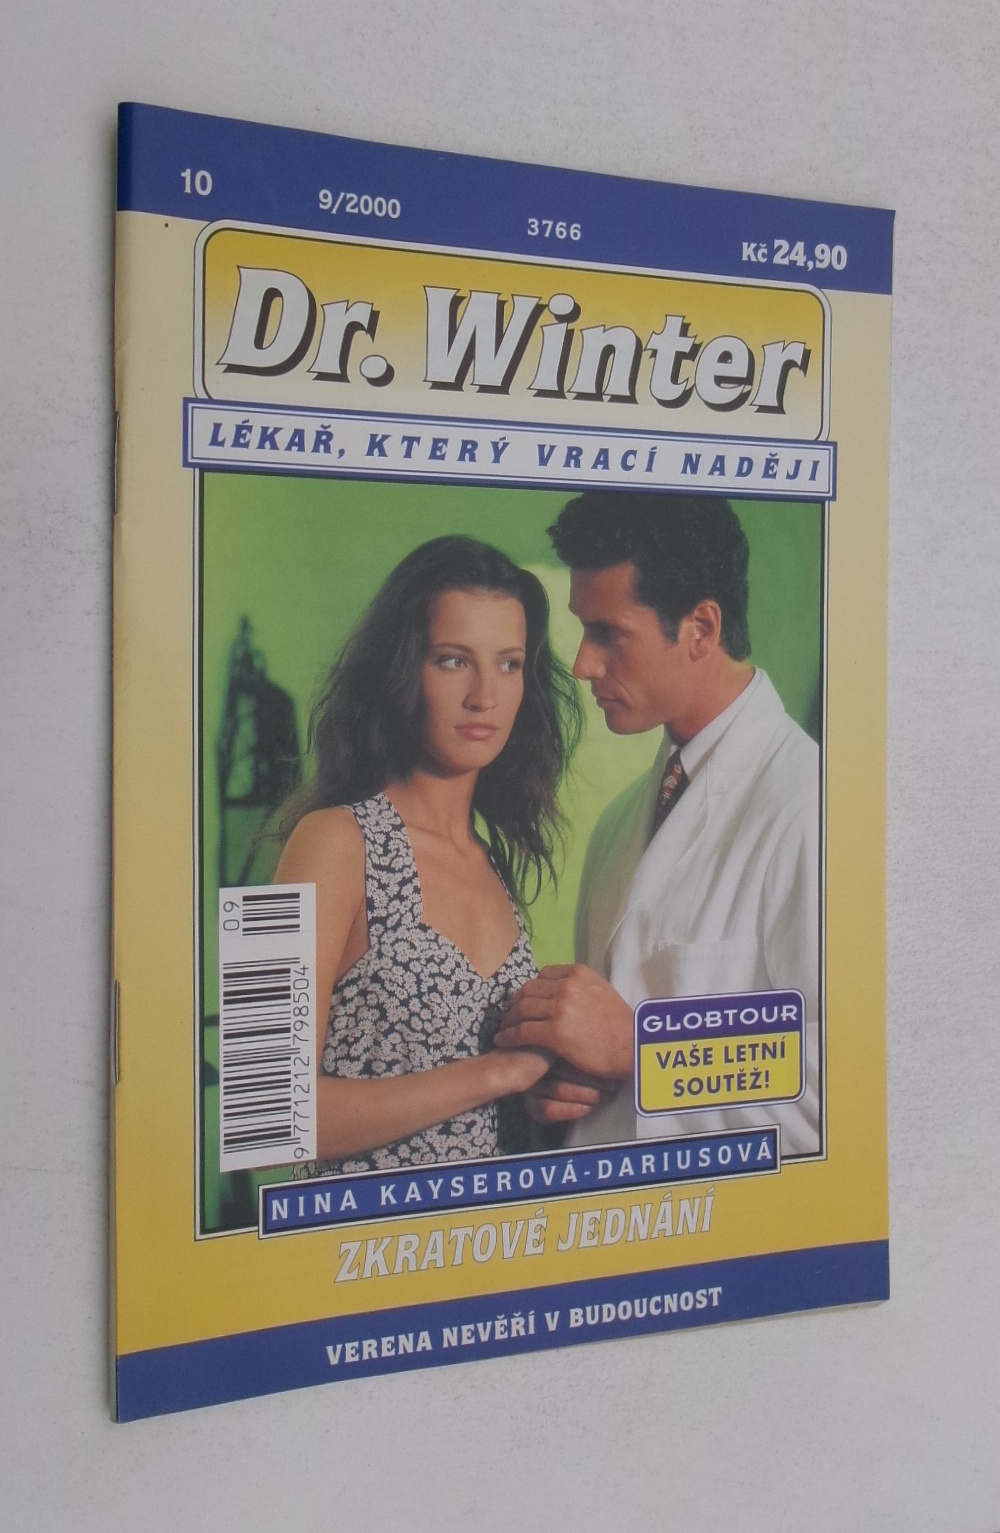 10 9/2000 3766 Kč 24,90
Dr. Winter
LÉKAŘ, KTERÝ VRACÍ NADĚJI
09
9 771212 798504
GLOBTOUR
VAŠE LETNÍ
SOUTĚŽ!
NINA KAYSEROVÁ-DARIUSOVÁ
ZKRATOVÉ JEDNÁNÍ
VERENA NEVĚŘÍ V BUDOUCNOST